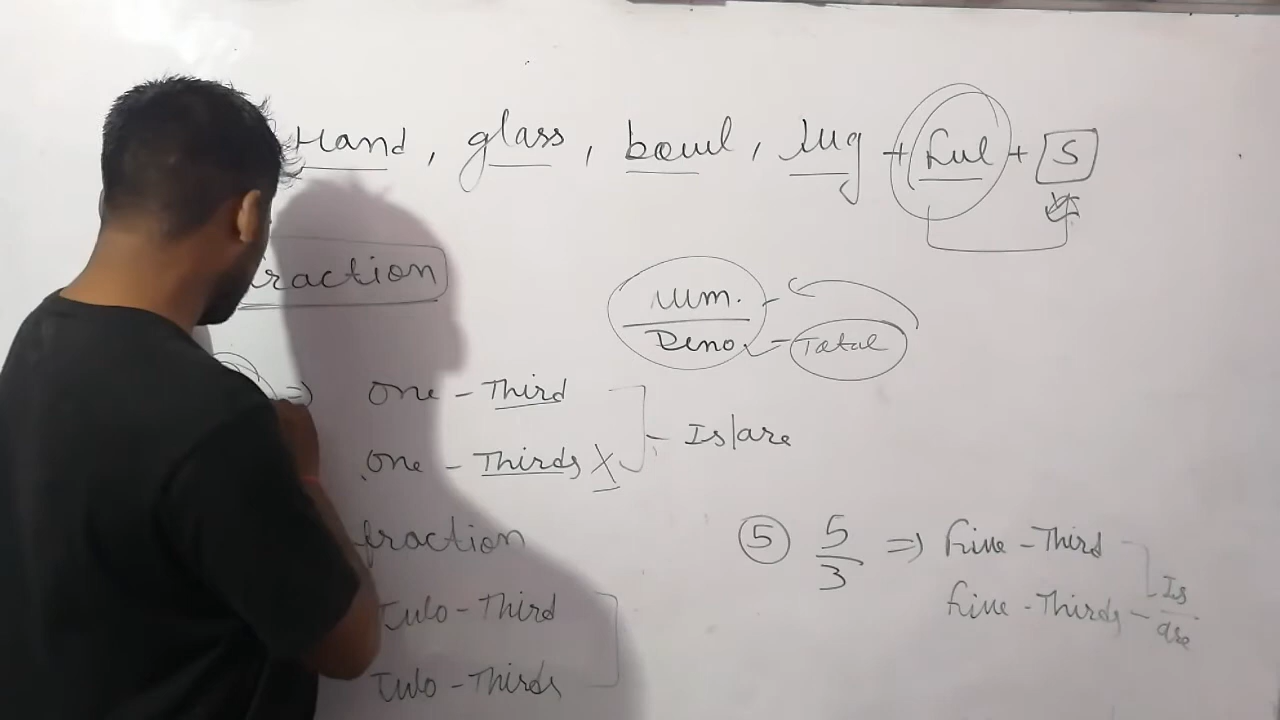 Hand, glass, bowl, Mug + ful + S
raction
Num.
Deno. - Total
=) one - Third
one - Thirds X
Is/are
fraction
Two - Third
Two - Thirds
5 5/3 => five - Third
five - Thirds - Is
are